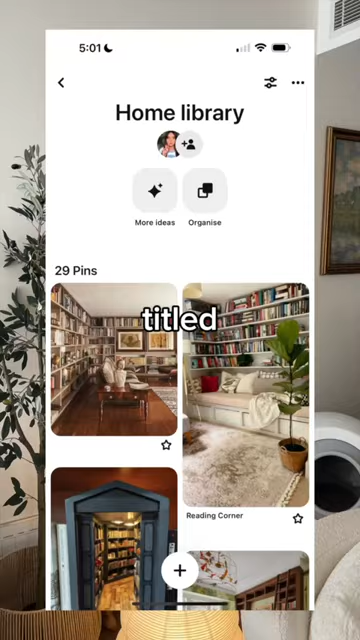 5:01
Home library
More ideas
Organise
29 Pins
titled
Reading Corner